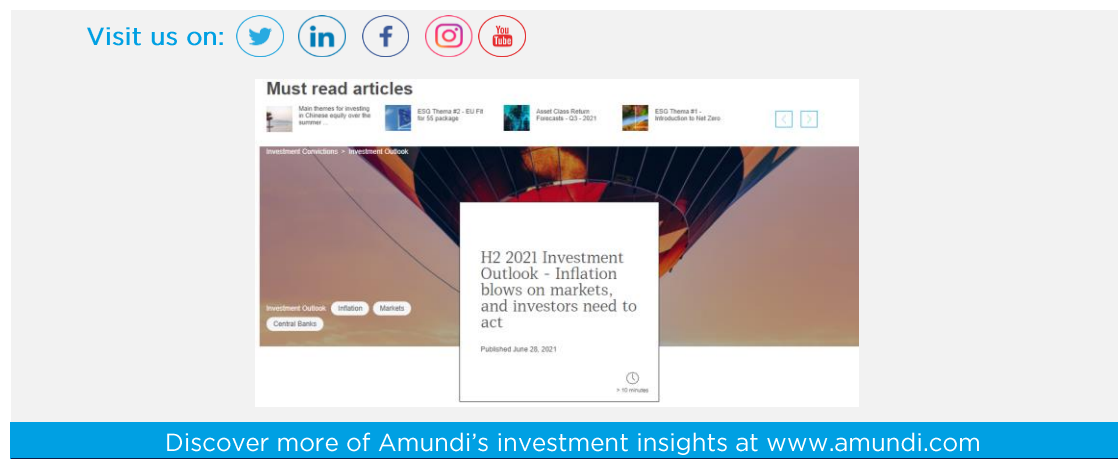 Visit us on:
in
f
You
Tube
Must read articles
Main themes for investing
in Chinese equity over the
summer ...
ESG Thema #2 - EU Fit
for 55 package
Asset Class Return
Forecasts - Q3 - 2021
ESG Thema #1 -
Introduction to Net Zero
Investment Convictions > Investment Outlook
H2 2021 Investment
Outlook - Inflation
blows on markets,
and investors need to
act
Published June 28, 2021
> 10 minutes
Investment Outlook Inflation Markets
Central Banks
Discover more of Amundi's investment insights at www.amundi.com